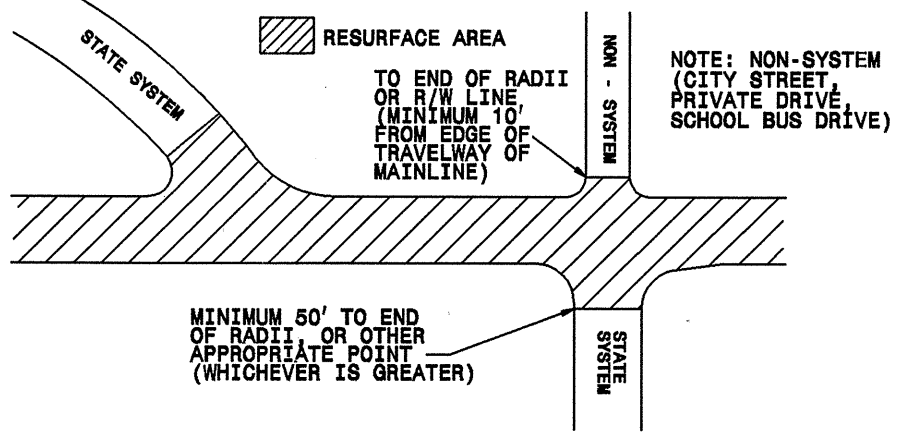 STATE SYSTEM
RESURFACE AREA
TO END OF RADII
OR R/W LINE
(MINIMUM 10'
FROM EDGE OF
TRAVELWAY OF
MAINLINE)
NON - SYSTEM
NOTE: NON-SYSTEM
(CITY STREET,
PRIVATE DRIVE,
SCHOOL BUS DRIVE)
MINIMUM 50' TO END
OF RADII, OR OTHER
APPROPRIATE POINT
(WHICHEVER IS GREATER)
STATE
SYSTEM